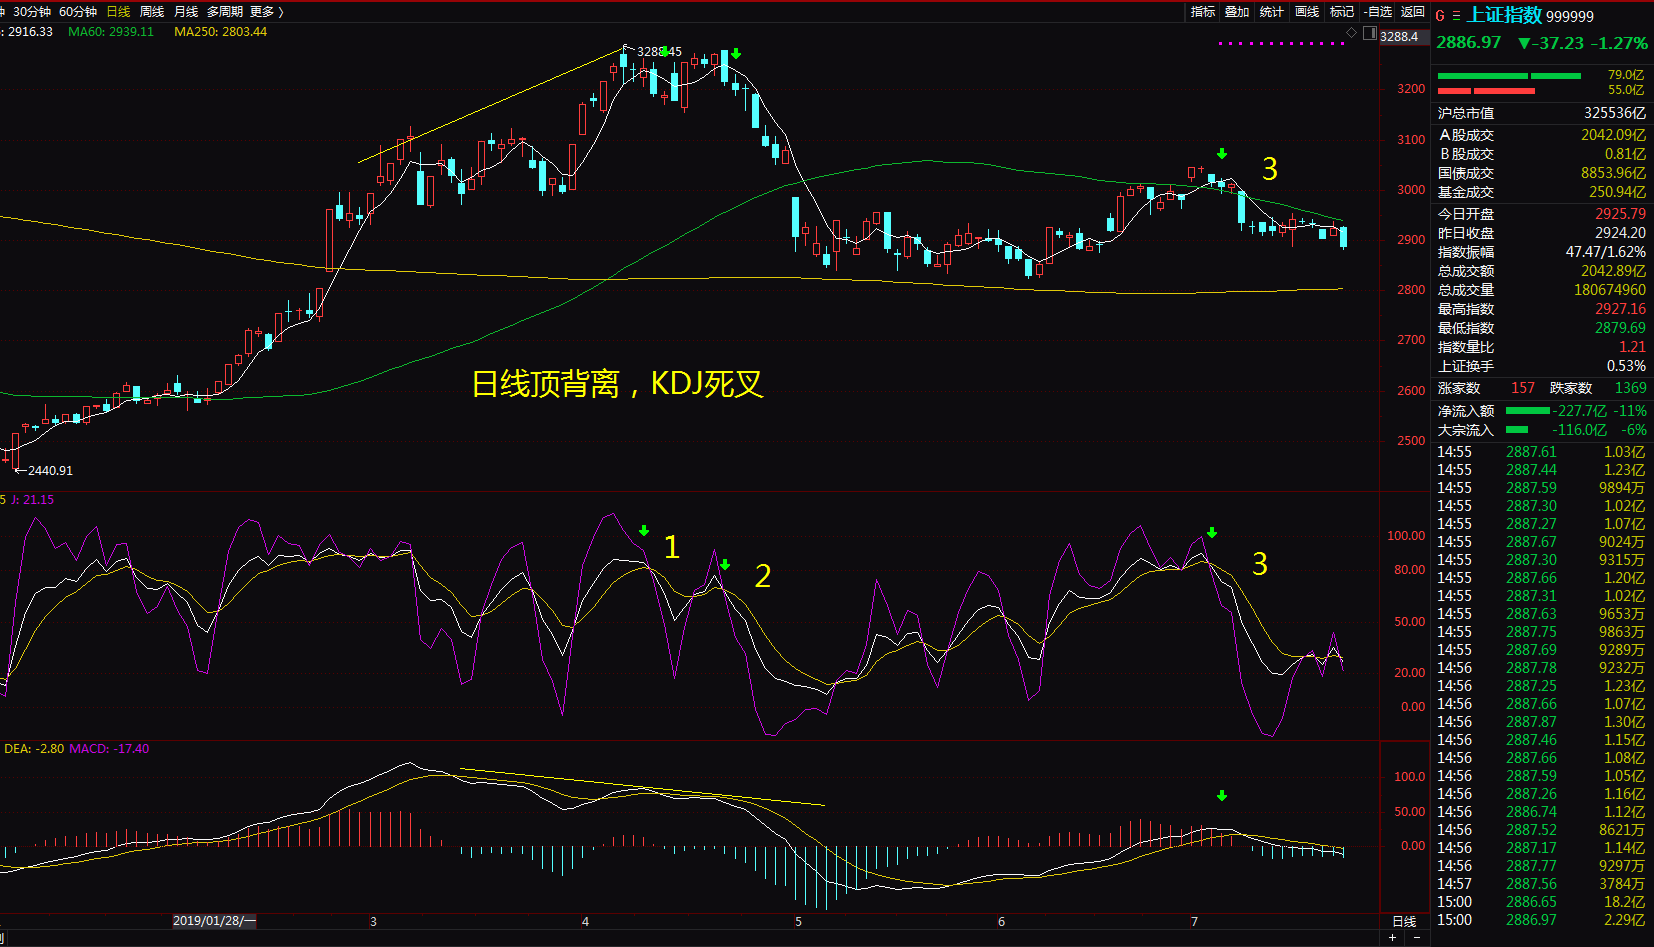 30分钟 60分钟 日线 周线 月线 多周期 更多 〉
指标 叠加 统计 画线 标记 -自选 返回
: 2916.33 MA60: 2939.11 MA250: 2803.44
3288.45
3288.4
3200
3100
3000
2900
2800
2700
2600
2500
3
日线顶背离，KDJ死叉
2440.91
5 J: 21.15
1
2
3
100.00
80.00
50.00
20.00
0.00
DEA: -2.80 MACD: -17.40
100.0
50.00
0.00
2019/01/28/一 3 4 5 6 7 日线
+ −
G 上证指数 999999
2886.97 ▼-37.23 -1.27%
79.0亿
55.0亿
沪总市值 325536亿
A股成交 2042.09亿
B股成交 0.81亿
国债成交 8853.96亿
基金成交 250.94亿
今日开盘 2925.79
昨日收盘 2924.20
指数振幅 47.47/1.62%
总成交额 2042.89亿
总成交量 180674960
最高指数 2927.16
最低指数 2879.69
指数量比 1.21
上证换手 0.53%
涨家数 157 跌家数 1369
净流入额 -227.7亿 -11%
大宗流入 -116.0亿 -6%
14:55 2887.61 1.03亿
14:55 2887.44 1.23亿
14:55 2887.59 9894万
14:55 2887.30 1.02亿
14:55 2887.27 1.07亿
14:55 2887.67 9024万
14:55 2887.30 9315万
14:55 2887.66 1.20亿
14:55 2887.31 1.02亿
14:55 2887.63 9653万
14:55 2887.75 9863万
14:55 2887.69 9289万
14:56 2887.78 9232万
14:56 2887.25 1.23亿
14:56 2887.66 1.07亿
14:56 2887.87 1.30亿
14:56 2887.46 1.15亿
14:56 2887.66 1.08亿
14:56 2887.59 1.05亿
14:56 2887.26 1.16亿
14:56 2886.74 1.12亿
14:56 2887.52 8621万
14:56 2887.17 1.14亿
14:56 2887.77 9297万
14:57 2887.56 3784万
15:00 2886.65 18.2亿
15:00 2886.97 2.29亿